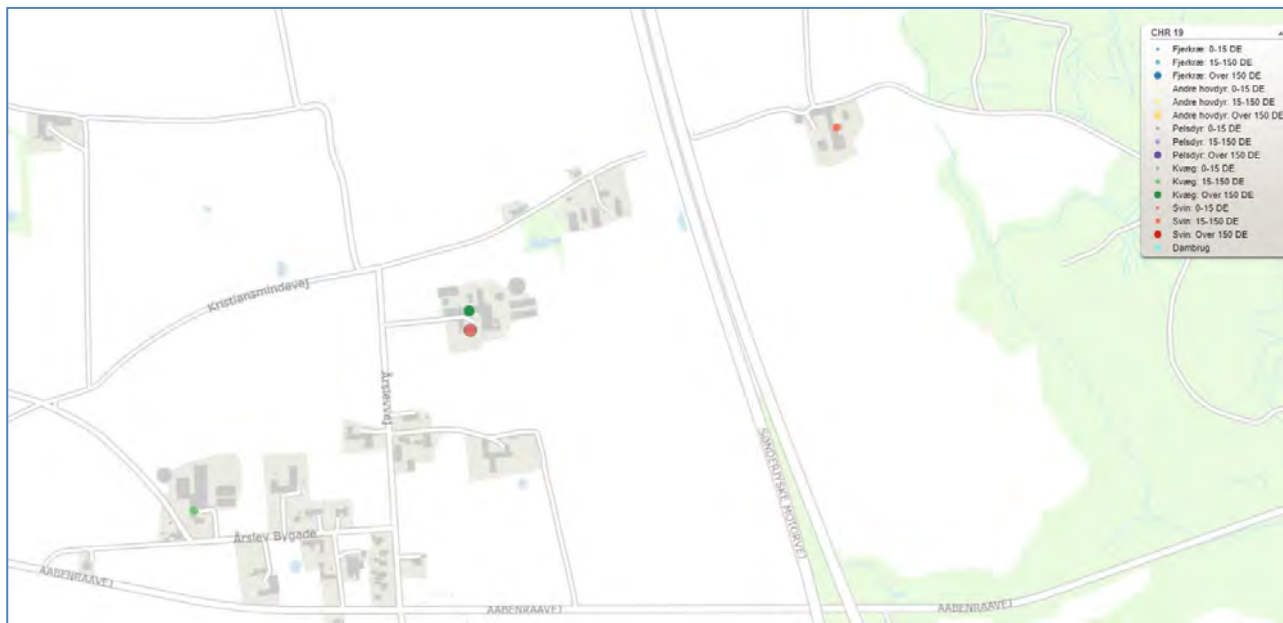 CHR 19
Fjerkræ: 0-15 DE
Fjerkræ: 15-150 DE
Fjerkræ: Over 150 DE
Andre hovdyr: 0-15 DE
Andre hovdyr: 15-150 DE
Andre hovdyr: Over 150 DE
Pelsdyr: 0-15 DE
Pelsdyr: 15-150 DE
Pelsdyr: Over 150 DE
Kvæg: 0-15 DE
Kvæg: 15-150 DE
Kvæg: Over 150 DE
Svin: 0-15 DE
Svin: 15-150 DE
Svin: Over 150 DE
Dambrug
Kristiansmindevej
Årslevvej
SØNDERJYSKE MOTORVEJ
Årslev Bygade
AABENRAAVEJ
AABENRAAVEJ
AABENRAAVEJ